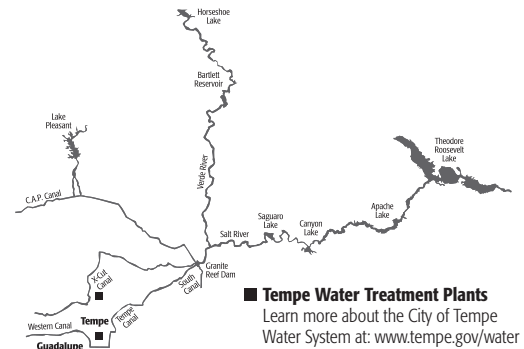 Horseshoe
Lake
Bartlett
Reservoir
Lake
Pleasant
Theodore
Roosevelt
Lake
Verde River
C.A.P. Canal
Apache
Lake
Saguaro
Lake
Canyon
Lake
Salt River
Granite
Reef Dam
X-Cut
Canal
South
Canal
Tempe
Canal
Western Canal
Tempe
Guadalupe
Tempe Water Treatment Plants
Learn more about the City of Tempe
Water System at: www.tempe.gov/water